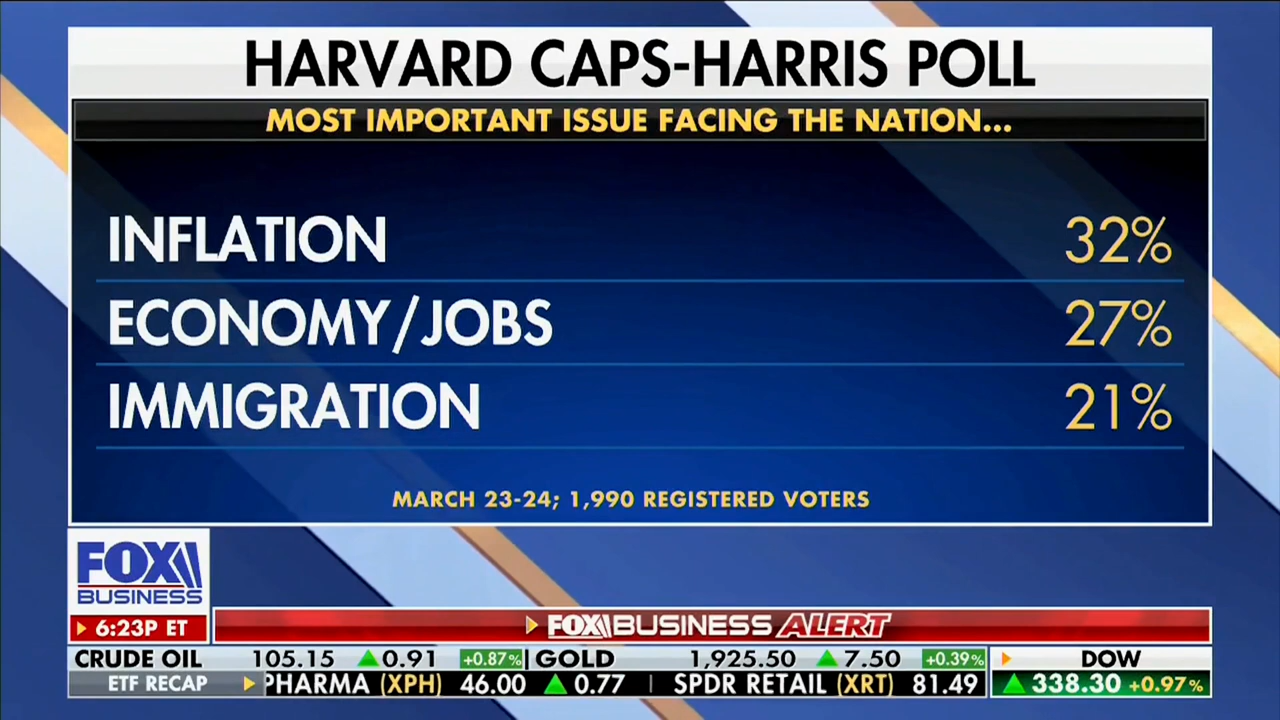 HARVARD CAPS-HARRIS POLL
MOST IMPORTANT ISSUE FACING THE NATION...
INFLATION 32%
ECONOMY/JOBS 27%
IMMIGRATION 21%
MARCH 23-24; 1,990 REGISTERED VOTERS
FOX
BUSINESS
6:23P ET
FOX BUSINESS ALERT
CRUDE OIL 105.15 ▲0.91 +0.87% GOLD 1,925.50 ▲7.50 +0.39% DOW
ETF RECAP PHARMA (XPH) 46.00 ▲0.77 | SPDR RETAIL (XRT) 81.49 ▲338.30 +0.97%